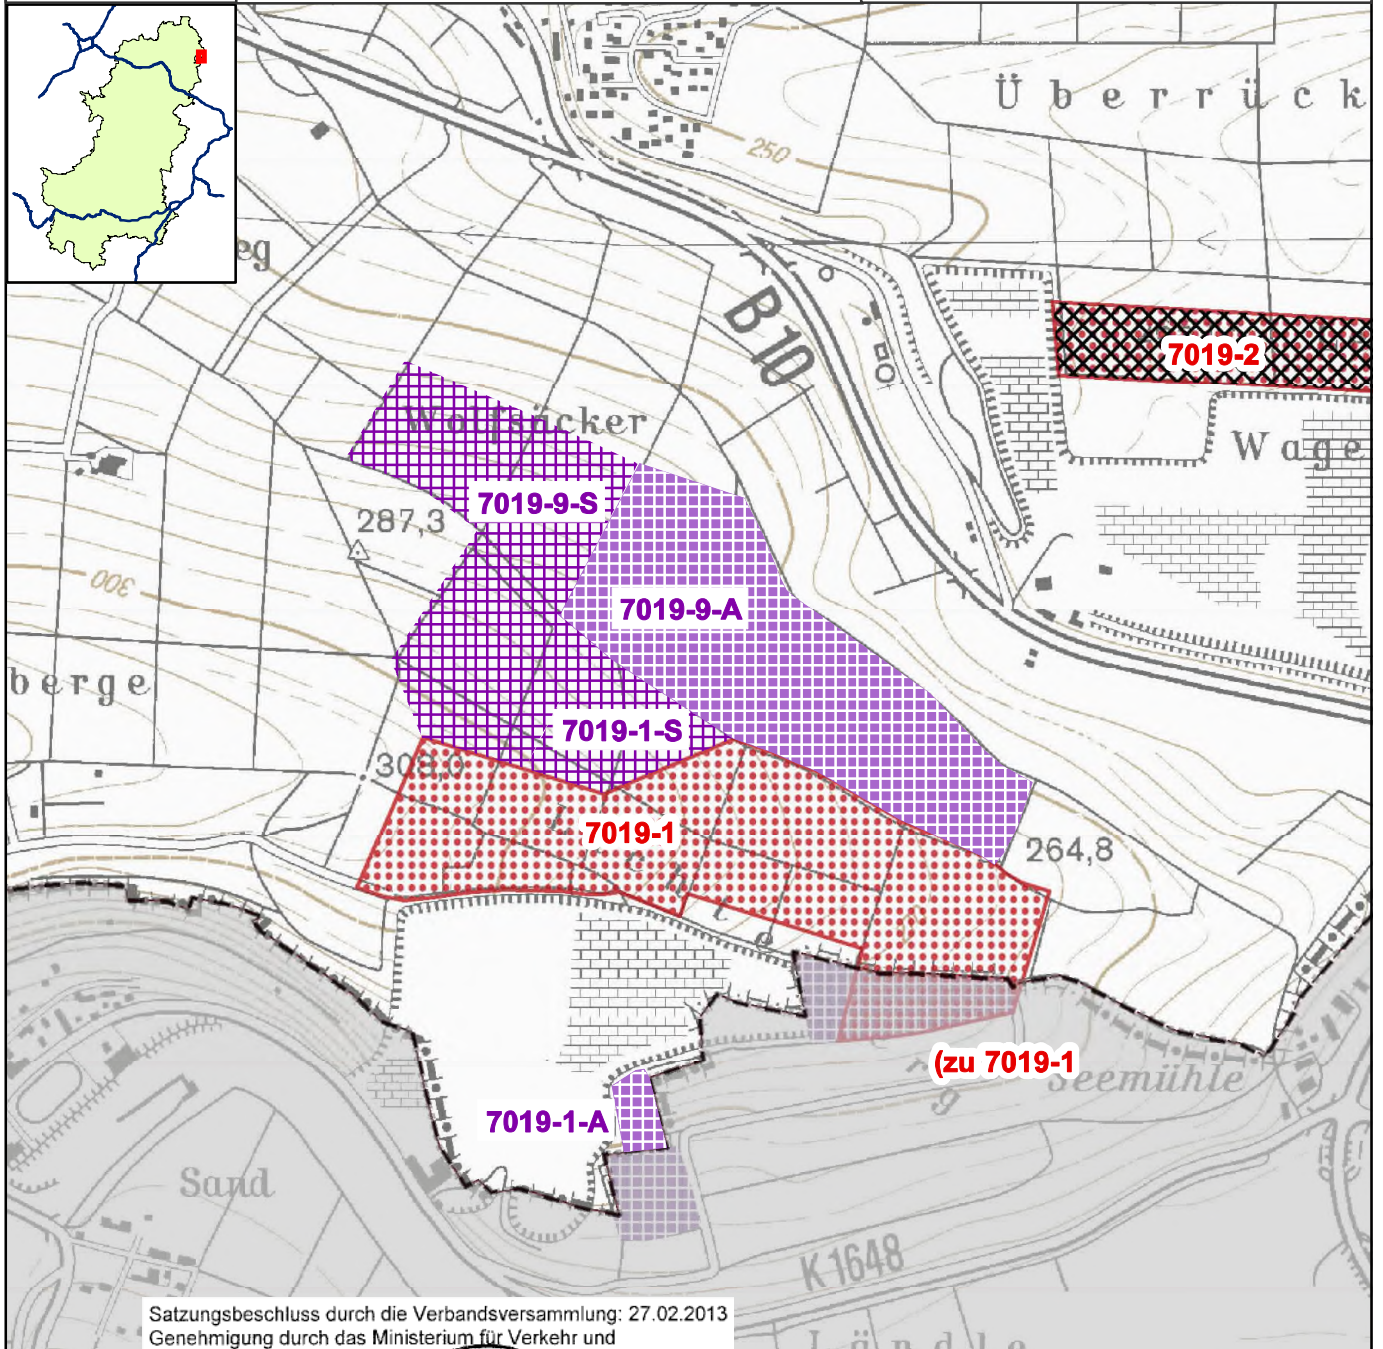 Überrück
250
eg
B10
7019-2
Wolfsäcker
Wage
7019-9-S
287,3
300
7019-9-A
berge
7019-1-S
308,0
7019-1
264,8
(zu 7019-1
Seemühle
7019-1-A
Sand
K 1648
Satzungsbeschluss durch die Verbandsversammlung: 27.02.2013
Genehmigung durch das Ministerium für Verkehr und